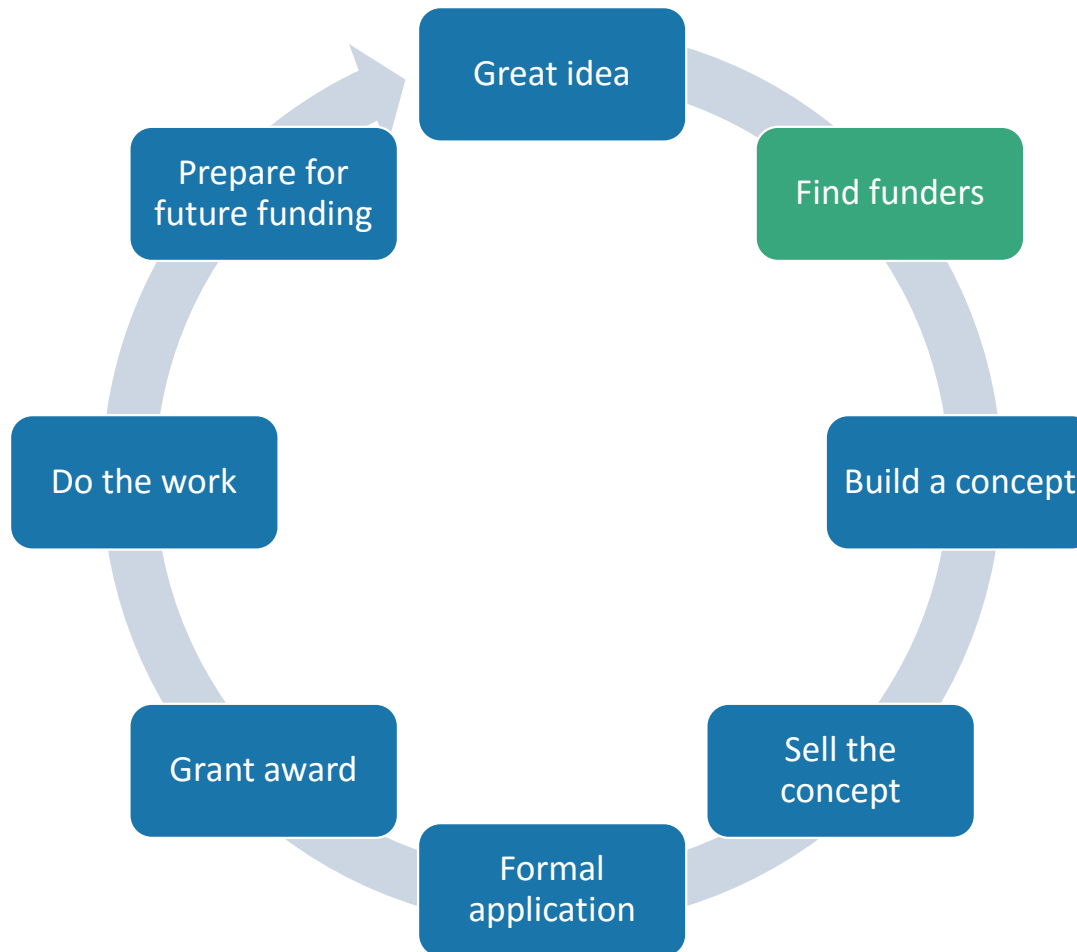 Great idea
Find funders
Build a concept
Sell the
concept
Formal
application
Grant award
Do the work
Prepare for
future funding